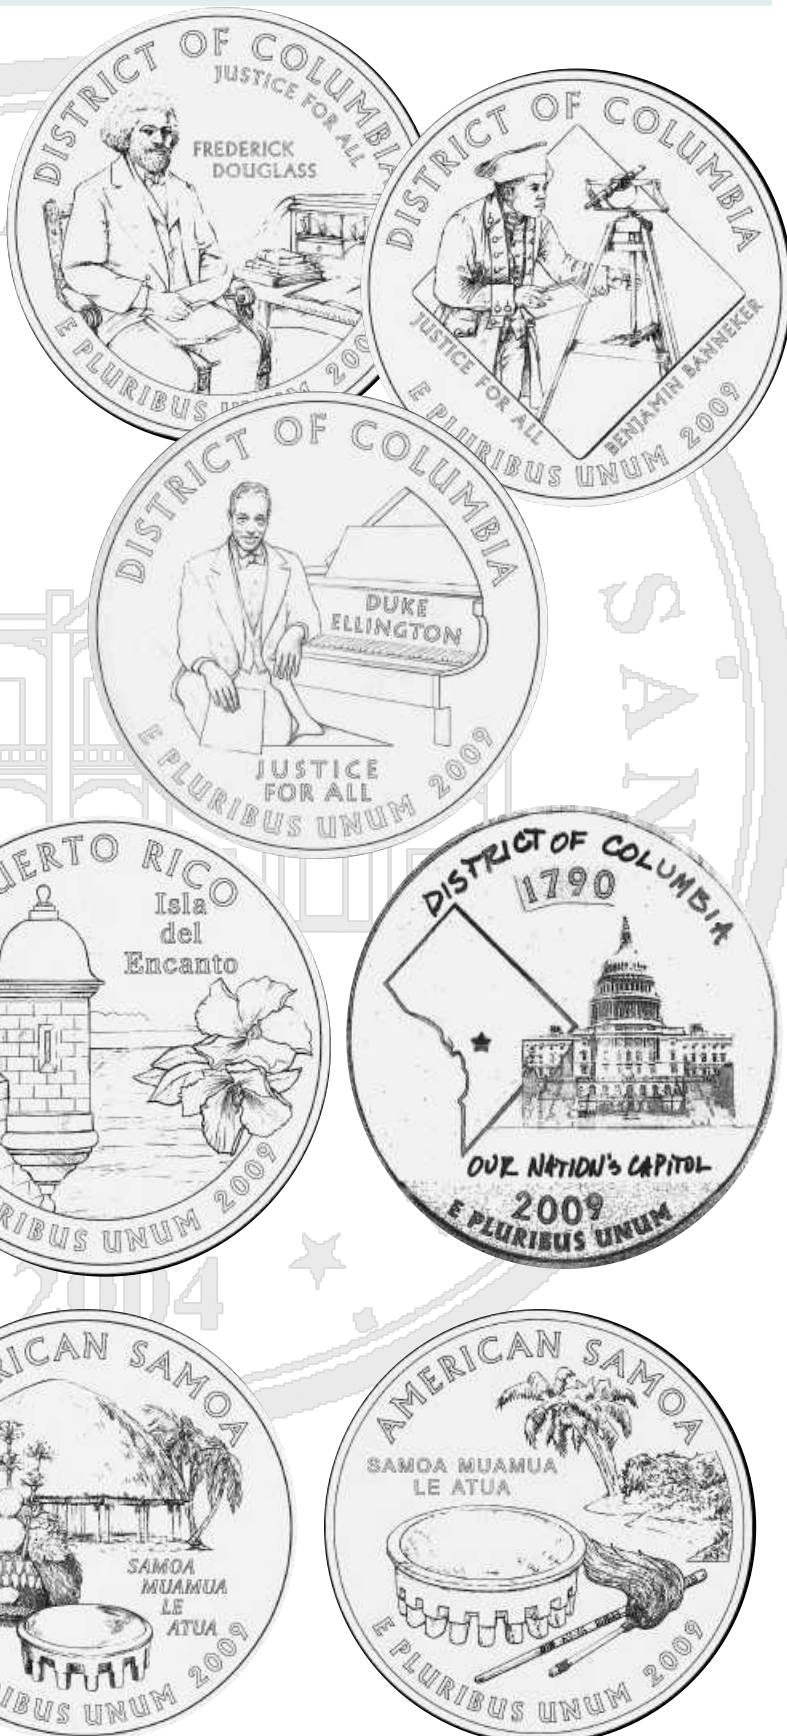 DISTRICT OF COLUMBIA
JUSTICE FOR ALL
FREDERICK
DOUGLASS
E PLURIBUS 200
DISTRICT OF COLUMBIA
JUSTICE FOR ALL
BENJAMIN BANNEKER
E PLURIBUS UNUM 2009
DISTRICT OF COLUMBIA
DUKE
ELLINGTON
JUSTICE
FOR ALL
E PLURIBUS UNUM 2009
SAN
UERTO RICO
Isla
del
Encanto
RIBUS UNUM 2009
DISTRICT OF COLUMBIA
1790
OUR NATION'S CAPITOL
2009
E PLURIBUS UNUM
2004
RICAN SAMOA
SAMOA
MUAMUA
LE
ATUA
IBUS UNUM 2009
AMERICAN SAMOA
SAMOA MUAMUA
LE ATUA
E PLURIBUS UNUM 2009